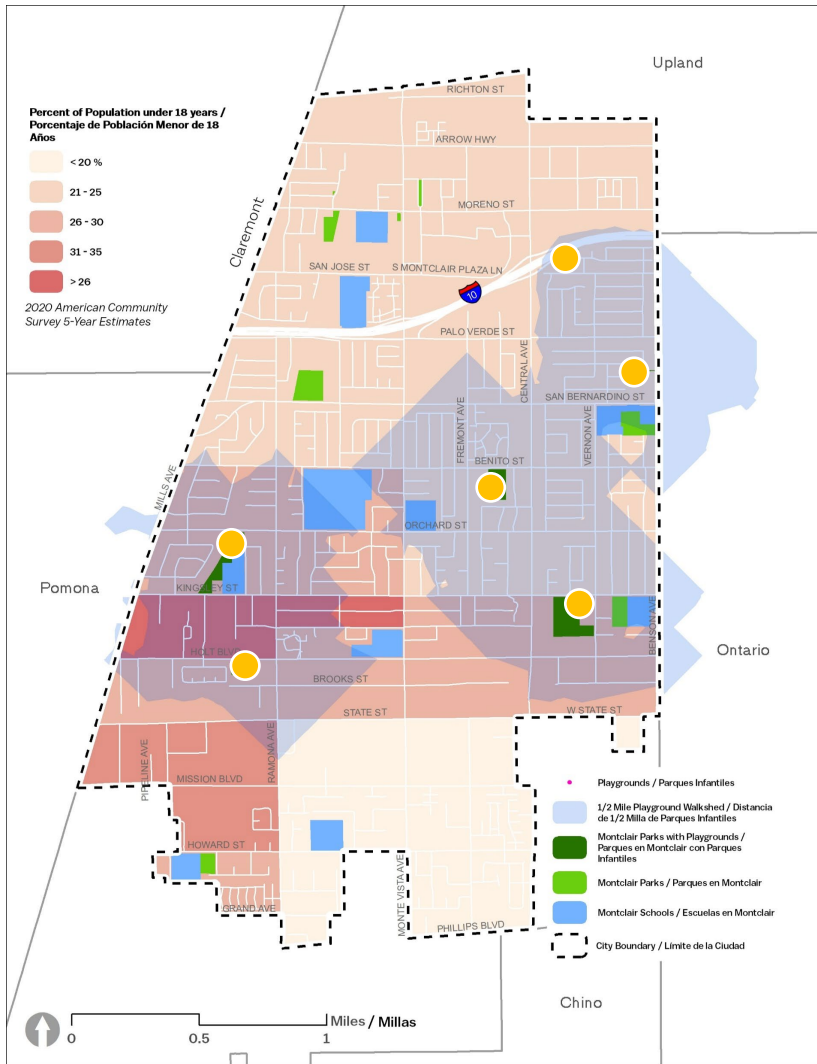 Upland
RICHTON ST
Percent of Population under 18 years /
Porcentaje de Población Menor de 18
Años
< 20 %
21 - 25
26 - 30
31 - 35
> 26
2020 American Community
Survey 5-Year Estimates
ARROW HWY
MORENO ST
Claremont
SAN JOSE ST
S MONTCLAIR PLAZA LN
10
PALO VERDE ST
CENTRAL AVE
SAN BERNARDINO ST
FREMONT AVE
VERNON AVE
BENITO ST
MILLS AVE
ORCHARD ST
Pomona
KINGSLEY ST
HOLT BLVD
BENSON AVE
Ontario
BROOKS ST
STATE ST
W STATE ST
PIPELINE AVE
RAMONA AVE
MISSION BLVD
HOWARD ST
MONTE VISTA AVE
GRAND AVE
PHILLIPS BLVD
Playgrounds / Parques Infantiles
1/2 Mile Playground Walkshed / Distancia
de 1/2 Milla de Parques Infantiles
Montclair Parks with Playgrounds /
Parques en Montclair con Parques
Infantiles
Montclair Parks / Parques en Montclair
Montclair Schools / Escuelas en Montclair
City Boundary / Límite de la Ciudad
Chino
Miles / Millas
0
0.5
1